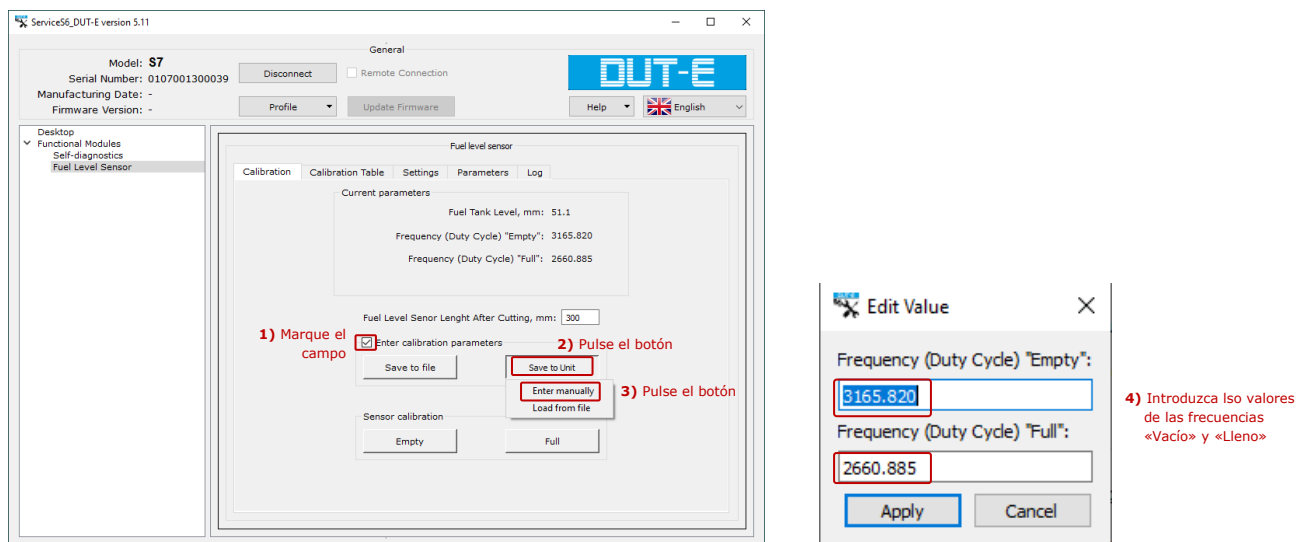 ServiceS6_DUT-E version 5.11
General
Model: S7
Serial Number: 0107001300039
Manufacturing Date: -
Firmware Version: -
Disconnect
Remote Connection
Profile
Update Firmware
DUT-E
Help
English
Desktop
Functional Modules
Self-diagnostics
Fuel Level Sensor
Fuel level sensor
Calibration
Calibration Table
Settings
Parameters
Log
Current parameters
Fuel Tank Level, mm: 51.1
Frequency (Duty Cycle) "Empty": 3165.820
Frequency (Duty Cycle) "Full": 2660.885
Fuel Level Senor Lenght After Cutting, mm: 300
1) Marque el
campo
Enter calibration parameters
2) Pulse el botón
Save to file
Save to Unit
Enter manually
3) Pulse el botón
Load from file
Sensor calibration
Empty
Full
Edit Value
Frequency (Duty Cycle) "Empty":
3165.820
Frequency (Duty Cycle) "Full":
2660.885
Apply
Cancel
4) Introduzca lso valores
de las frecuencias
«Vacío» y «Lleno»